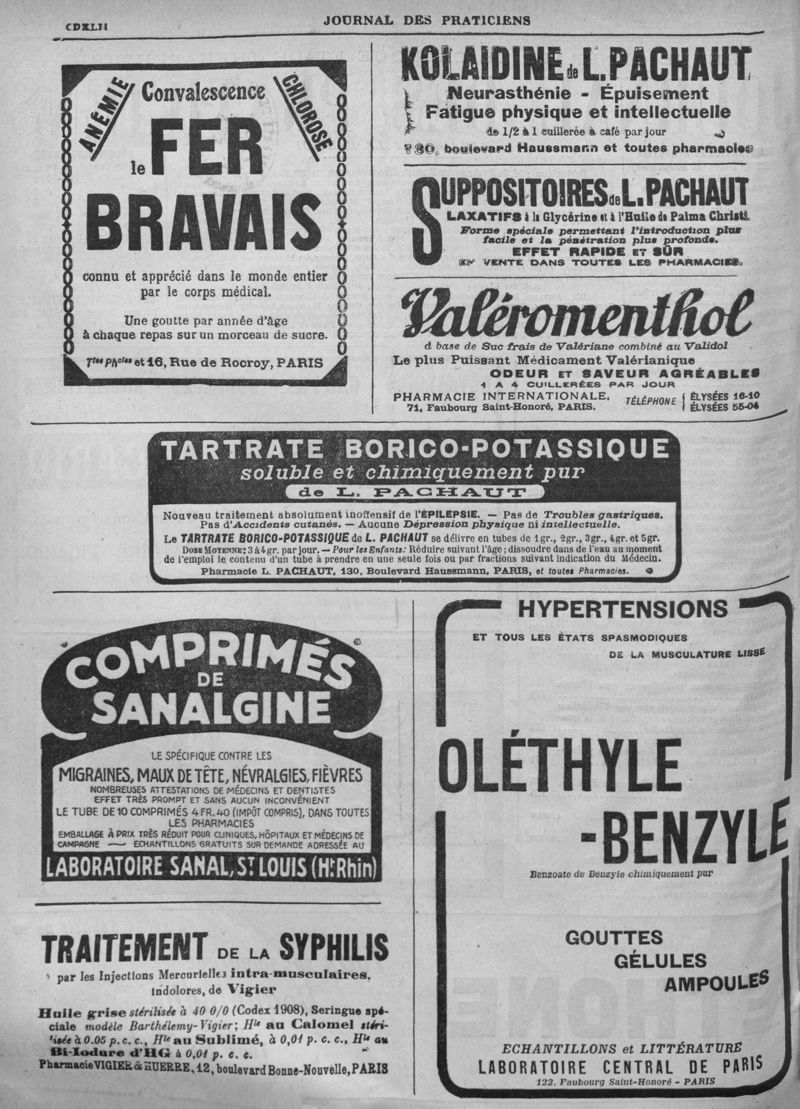 CDXLII
JOURNAL DES PRATICIENS
ANÉMIE
Convalescence
CHLOROSE
le FER
BRAVAIS
connu et apprécié dans le monde entier
par le corps médical.
Une goutte par année d'âge
à chaque repas sur un morceau de sucre.
Ttes Phcies et 16, Rue de Rocroy, PARIS
KOLAIDINE de L. PACHAUT,
Neurasthénie - Épuisement
Fatigue physique et intellectuelle
de 1/2 à 1 cuillerée à café par jour
130, boulevard Haussmann et toutes pharmacies
SUPPOSITOIRES de L. PACHAUT
LAXATIFS à la Glycérine et à l'Huile de Palma Christi.
Forme spéciale permettant l'introduction plus
facile et la pénétration plus profonde.
EFFET RAPIDE ET SÛR
EN VENTE DANS TOUTES LES PHARMACIES.
Valéromenthol
à base de Suc frais de Valériane combiné au Validol
Le plus Puissant Médicament Valérianique
ODEUR ET SAVEUR AGRÉABLES
1 A 4 CUILLERÉES PAR JOUR
PHARMACIE INTERNATIONALE,
71, Faubourg Saint-Honoré, PARIS.
TÉLÉPHONE { ÉLYSÉES 16-10
{ ÉLYSÉES 55-04
TARTRATE BORICO-POTASSIQUE
soluble et chimiquement pur
de L. PACHAUT
Nouveau traitement absolument inoffensif de l'ÉPILEPSIE. — Pas de Troubles gastriques.
Pas d'Accidents cutanés. — Aucune Dépression physique ni intellectuelle.
Le TARTRATE BORICO-POTASSIQUE de L. PACHAUT se délivre en tubes de 1gr., 2gr., 3gr., 4gr. et 5gr.
DOSE MOYENNE: 3 à 4 gr. par jour. — Pour les Enfants: Réduire suivant l'âge; dissoudre dans de l'eau au moment
de l'emploi le contenu d'un tube à prendre en une seule fois ou par fractions suivant indication du Médecin.
Pharmacie L. PACHAUT, 130, Boulevard Haussmann, PARIS, et toutes Pharmacies.
COMPRIMÉS
DE
SANALGINE
LE SPÉCIFIQUE CONTRE LES
MIGRAINES, MAUX DE TÊTE, NÉVRALGIES, FIÈVRES
NOMBREUSES ATTESTATIONS DE MÉDECINS ET DENTISTES
EFFET TRÈS PROMPT ET SANS AUCUN INCONVÉNIENT
LE TUBE DE 10 COMPRIMÉS 4 FR. 40 (IMPÔT COMPRIS), DANS TOUTES
LES PHARMACIES
EMBALLAGE À PRIX TRÈS RÉDUIT POUR CLINIQUES, HÔPITAUX ET MÉDECINS DE
CAMPAGNE — ECHANTILLONS GRATUITS SUR DEMANDE ADRESSÉE AU
LABORATOIRE SANAL, ST LOUIS (Ht Rhin)
TRAITEMENT DE LA SYPHILIS
par les Injections Mercurielles intra-musculaires,
indolores, de Vigier
Huile grise stérilisée à 40 0/0 (Codex 1908), Seringue spé-
ciale modèle Barthélemy-Vigier; Hle au Calomel stéri-
lisée à 0.05 p. c. c., Hle au Sublimé, à 0,01 p. c. c., Hle au
Bi-Iodure d'HG à 0,01 p. c. c.
Pharmacie VIGIER & HUERRE, 12, boulevard Bonne-Nouvelle, PARIS
HYPERTENSIONS
ET TOUS LES ÉTATS SPASMODIQUES
DE LA MUSCULATURE LISSE
OLÉTHYLE
-BENZYLE
Benzoate de Benzyle chimiquement pur
GOUTTES
GÉLULES
AMPOULES
ECHANTILLONS et LITTÉRATURE
LABORATOIRE CENTRAL DE PARIS
122, Faubourg Saint-Honoré - PARIS